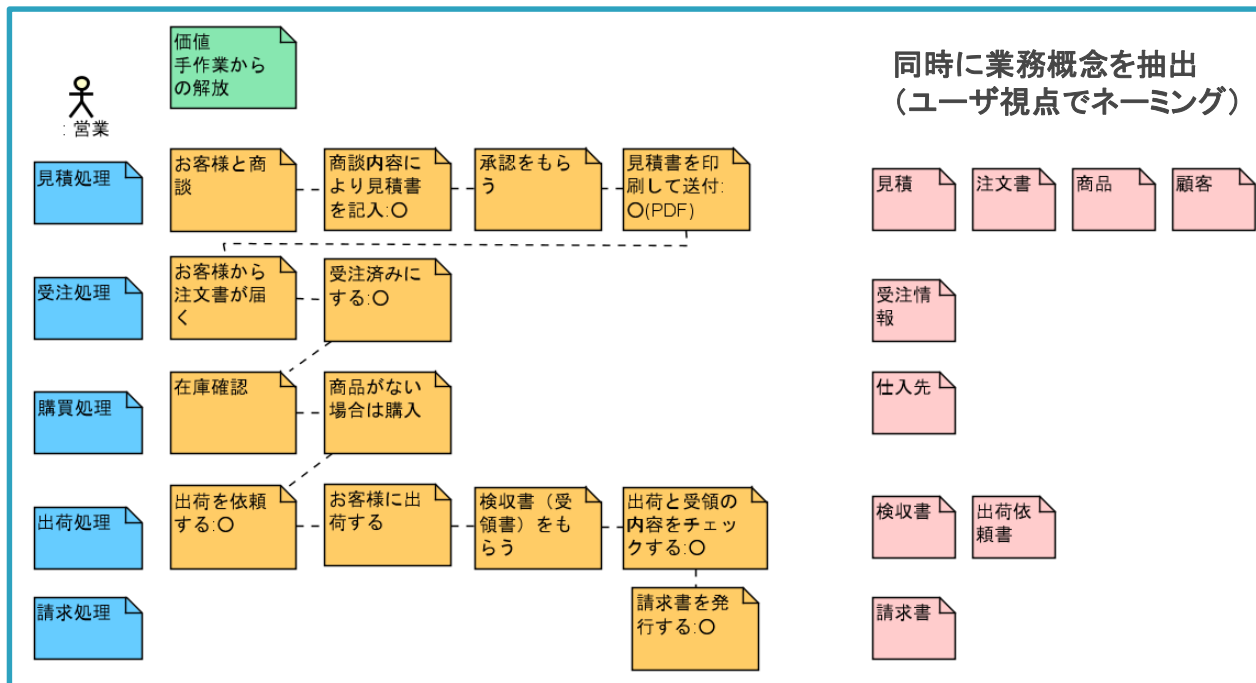 価値
手作業から
の解放
同時に業務概念を抽出
（ユーザ視点でネーミング）
: 営業
見積処理
お客様と商
談
商談内容に
より見積書
を記入:〇
承認をもら
う
見積書を印
刷して送付:
〇(PDF)
見積
注文書
商品
顧客
受注処理
お客様から
注文書が届
く
受注済みに
する:〇
受注情
報
購買処理
在庫確認
商品がない
場合は購入
仕入先
出荷処理
出荷を依頼
する:〇
お客様に出
荷する
検収書（受
領書）をも
らう
出荷と受領の
内容をチェッ
クする:〇
検収書
出荷依
頼書
請求処理
請求書を発
行する:〇
請求書